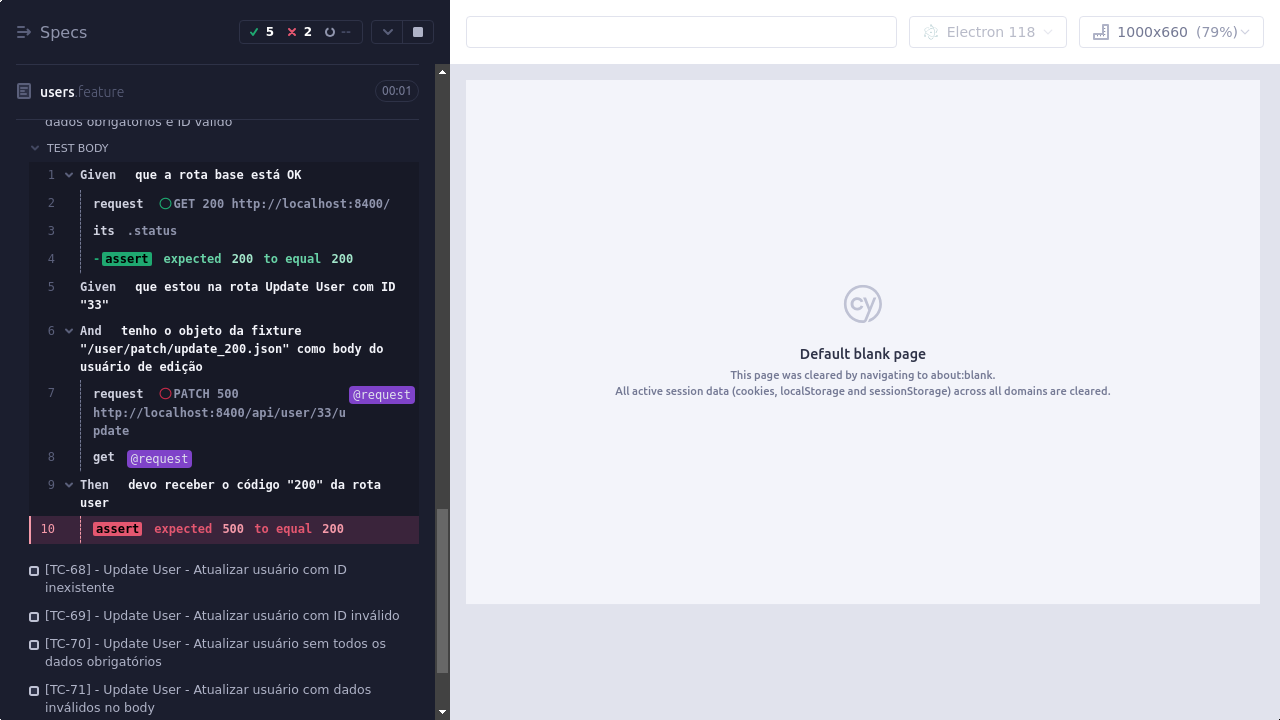 Specs
5
2
--
Electron 118
1000x660 (79%)
users.feature
00:01
dados obrigatórios e ID válido
TEST BODY
1 Given que a rota base está OK
2 request GET 200 http://localhost:8400/
3 its .status
4 -assert expected 200 to equal 200
5 Given que estou na rota Update User com ID
"33"
6 And tenho o objeto da fixture
"/user/patch/update_200.json" como body do
usuário de edição
7 request PATCH 500 @request
http://localhost:8400/api/user/33/u
pdate
8 get @request
9 Then devo receber o código "200" da rota
user
10 assert expected 500 to equal 200
[TC-68] - Update User - Atualizar usuário com ID
inexistente
[TC-69] - Update User - Atualizar usuário com ID inválido
[TC-70] - Update User - Atualizar usuário sem todos os
dados obrigatórios
[TC-71] - Update User - Atualizar usuário com dados
inválidos no body
cy
Default blank page
This page was cleared by navigating to about:blank.
All active session data (cookies, localStorage and sessionStorage) across all domains are cleared.